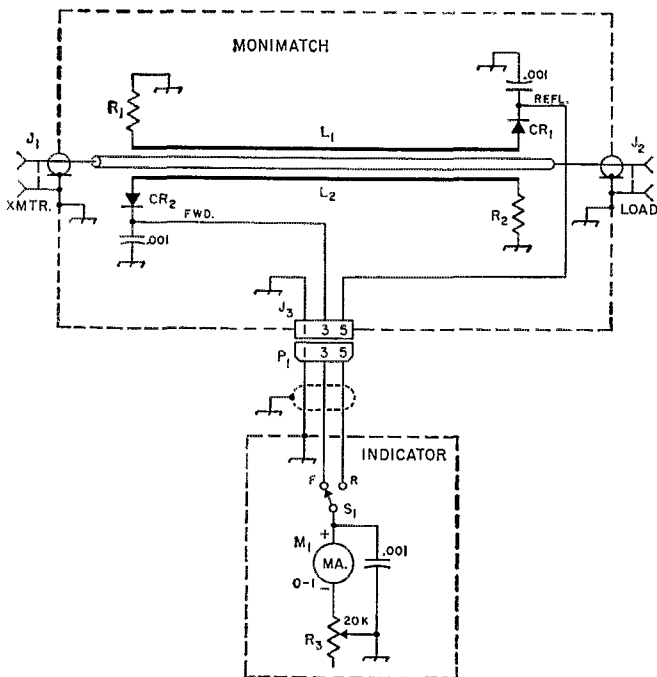 MONIMATCH
.001
REFL.
R1
CR1
L1
J1
J2
L2
XMTR.
CR2
FWD.
R2
LOAD
.001
J3
1 3 5
P1
1 3 5
INDICATOR
F R
S1
+
M1
MA.
.001
0-1
-
20K
R3